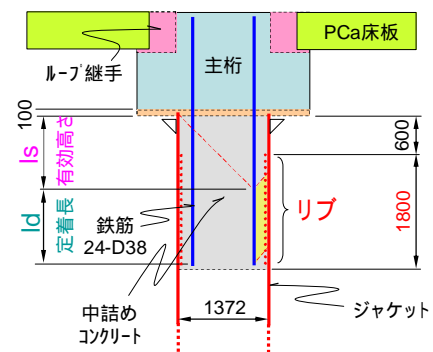 PCa床板
ループ継手
主桁
100
ls
有効高さ
600
ld
定着長
鉄筋
24-D38
リブ
1800
中詰め
コンクリート
1372
ジャケット